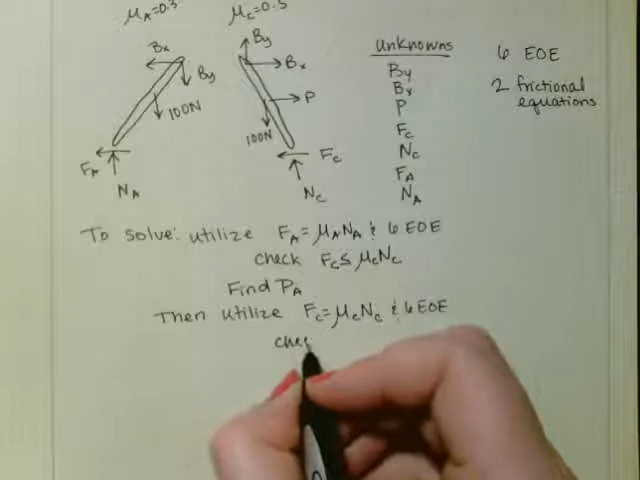 μA=0.3
μC=0.5
Bx
By
100N
FA
NA
By
Bx
P
100N
FC
NC
unknowns
By
Bx
P
FC
NC
FA
NA
6 EOE
2 frictional
equations
To solve: utilize FA=μANA & 6 EOE
check FC≤μCNC
Find PA
Then utilize FC=μCNC & 6 EOE
chec